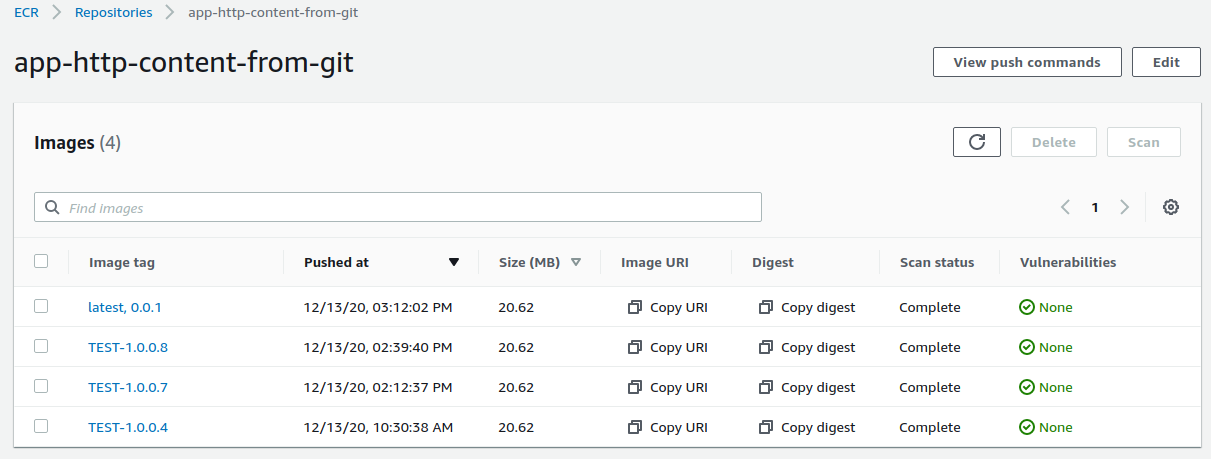 ECR Repositories app-http-content-from-git
app-http-content-from-git View push commands Edit
Images (4) Delete Scan
Find Images 1
Image tag Pushed at Size (MB) Image URI Digest Scan status Vulnerabilities
latest, 0.0.1 12/13/20, 03:12:02 PM 20.62 Copy URI Copy digest Complete None
TEST-1.0.0.8 12/13/20, 02:39:40 PM 20.62 Copy URI Copy digest Complete None
TEST-1.0.0.7 12/13/20, 02:12:37 PM 20.62 Copy URI Copy digest Complete None
TEST-1.0.0.4 12/13/20, 10:30:38 AM 20.62 Copy URI Copy digest Complete None